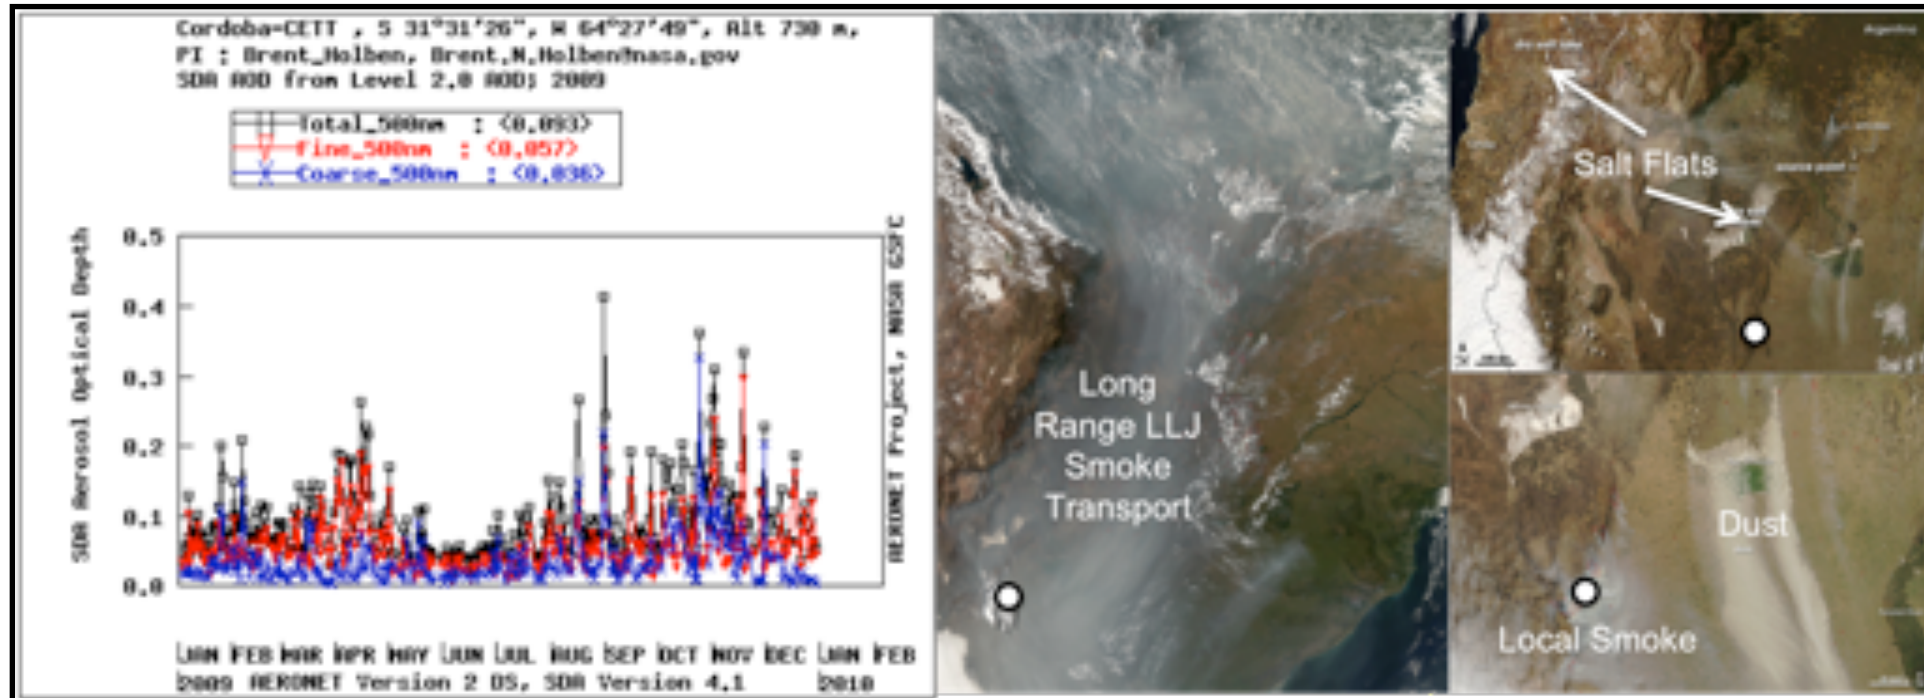 Cordoba-CETT , S 31°31'26", W 64°27'49", Alt 730 m,
PI : Brent_Holben, Brent.N.Holben@nasa.gov
SDA AOD from Level 2.0 AOD; 2009
Total_500nm : <0.093>
Fine_500nm : <0.057>
Coarse_500nm : <0.036>
SDA Aerosol Optical Depth
0.5
0.4
0.3
0.2
0.1
0.0
AERONET Project, NASA GSFC
JAN FEB MAR APR MAY JUN JUL AUG SEP OCT NOV DEC JAN FEB
2009 AERONET Version 2 DS, SDA Version 4.1 2010
Long
Range LLJ
Smoke
Transport
Argentina
Salt Flats
Dust
Local Smoke